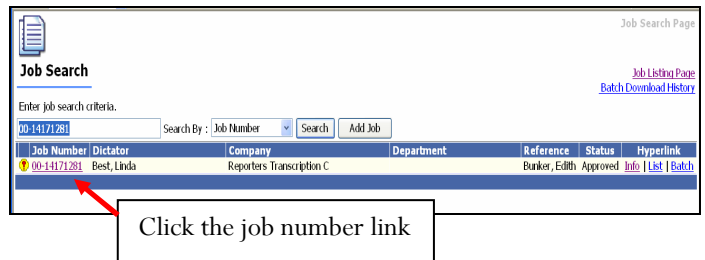 Job Search Page
Job Search
Job Listing Page
Batch Download History
Enter job search criteria.
00-14171281 Search By : Job Number Search Add Job
Job Number Dictator Company Department Reference Status Hyperlink
00-14171281 Best, Linda Reporters Transcription C Bunker, Edith Approved Info | List | Batch
Click the job number link